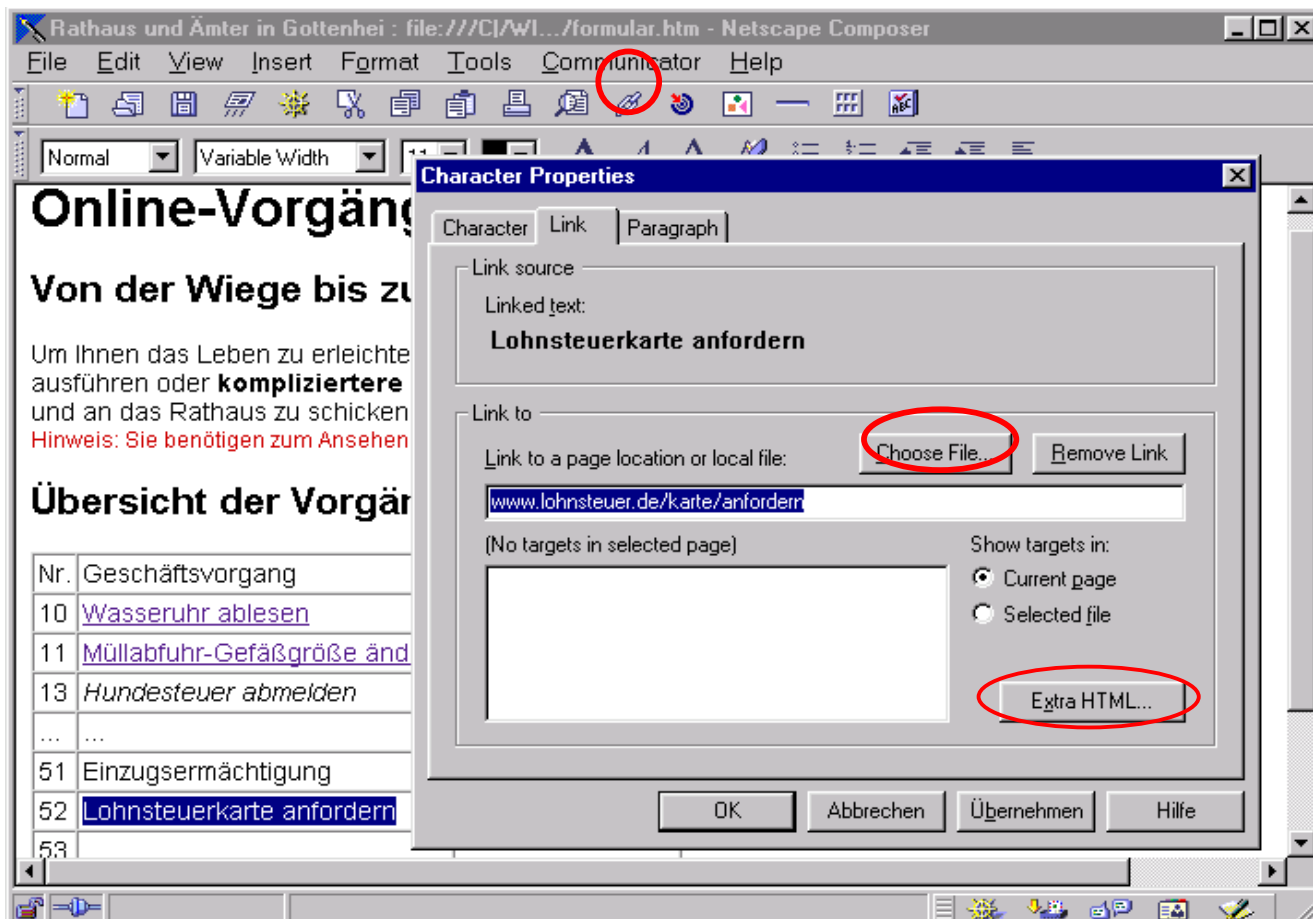 Rathaus und Ämter in Gottenhei : file:///C|/WI.../formular.htm - Netscape Composer
File Edit View Insert Format Tools Communicator Help
Normal Variable Width 11
Online-Vorgäng
Von der Wiege bis zu
Um Ihnen das Leben zu erleichte
ausführen oder kompliziertere
und an das Rathaus zu schicken
Hinweis: Sie benötigen zum Ansehen
Übersicht der Vorgän
Nr. Geschäftsvorgang
10 Wasseruhr ablesen
11 Müllabfuhr-Gefäßgröße änd
13 Hundesteuer abmelden
... ...
51 Einzugsermächtigung
52 Lohnsteuerkarte anfordern
53
Character Properties
Character Link Paragraph
Link source
Linked text:
Lohnsteuerkarte anfordern
Link to
Link to a page location or local file:
Choose File... Remove Link
www.lohnsteuer.de/karte/anfordern
(No targets in selected page)
Show targets in:
Current page
Selected file
Extra HTML...
OK Abbrechen Übernehmen Hilfe